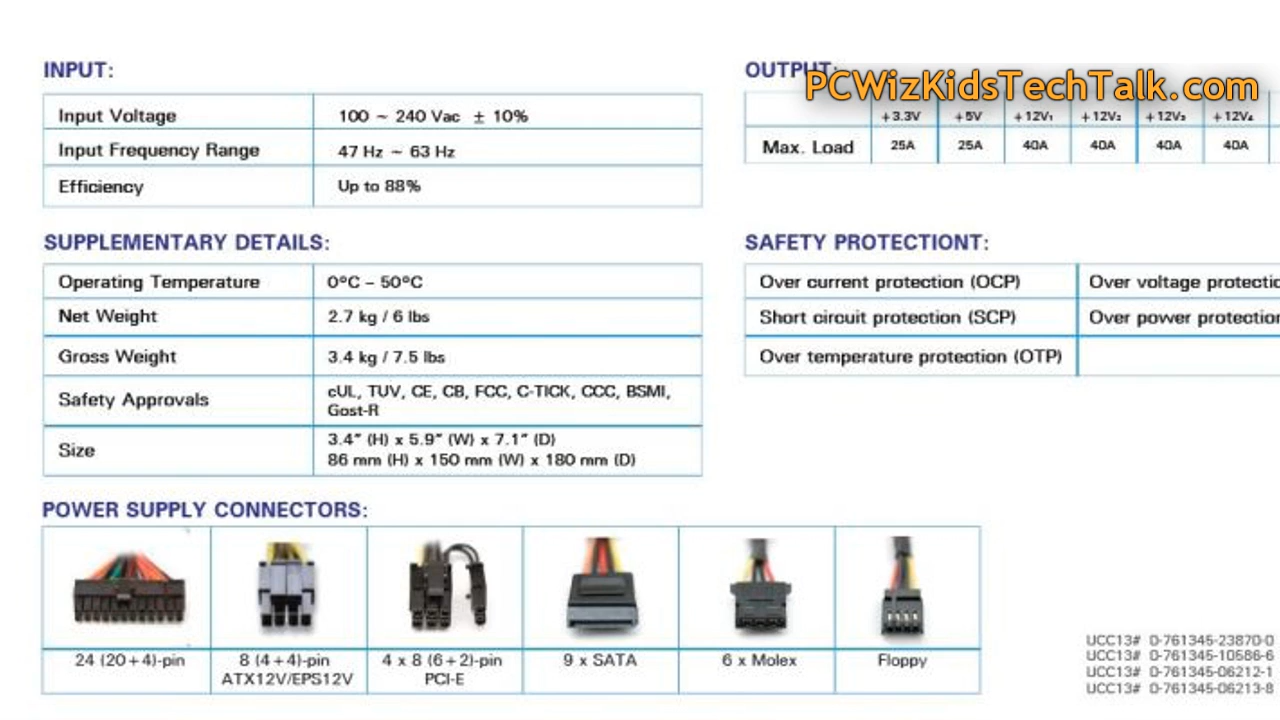 PCWizKidsTechTalk.com
INPUT:
Input Voltage 100 ~ 240 Vac ± 10%
Input Frequency Range 47 Hz ~ 63 Hz
Efficiency Up to 88%
OUTPUT:
+3.3V +5V +12V₁ +12V₂ +12V₃ +12V₄
Max. Load 25A 25A 40A 40A 40A 40A
SUPPLEMENTARY DETAILS:
Operating Temperature 0°C – 50°C
Net Weight 2.7 kg / 6 lbs
Gross Weight 3.4 kg / 7.5 lbs
Safety Approvals cUL, TUV, CE, CB, FCC, C-TICK, CCC, BSMI,
Gost-R
Size 3.4” (H) x 5.9” (W) x 7.1” (D)
86 mm (H) x 150 mm (W) x 180 mm (D)
SAFETY PROTECTIONT:
Over current protection (OCP) Over voltage protectio
Short circuit protection (SCP) Over power protection
Over temperature protection (OTP)
POWER SUPPLY CONNECTORS:
24 (20+4)-pin
8 (4+4)-pin
ATX12V/EPS12V
4 x 8 (6+2)-pin
PCI-E
9 x SATA
6 x Molex
Floppy
UCC13# 0-761345-23870-0
UCC13# 0-761345-10586-6
UCC13# 0-761345-06212-1
UCC13# 0-761345-06213-8